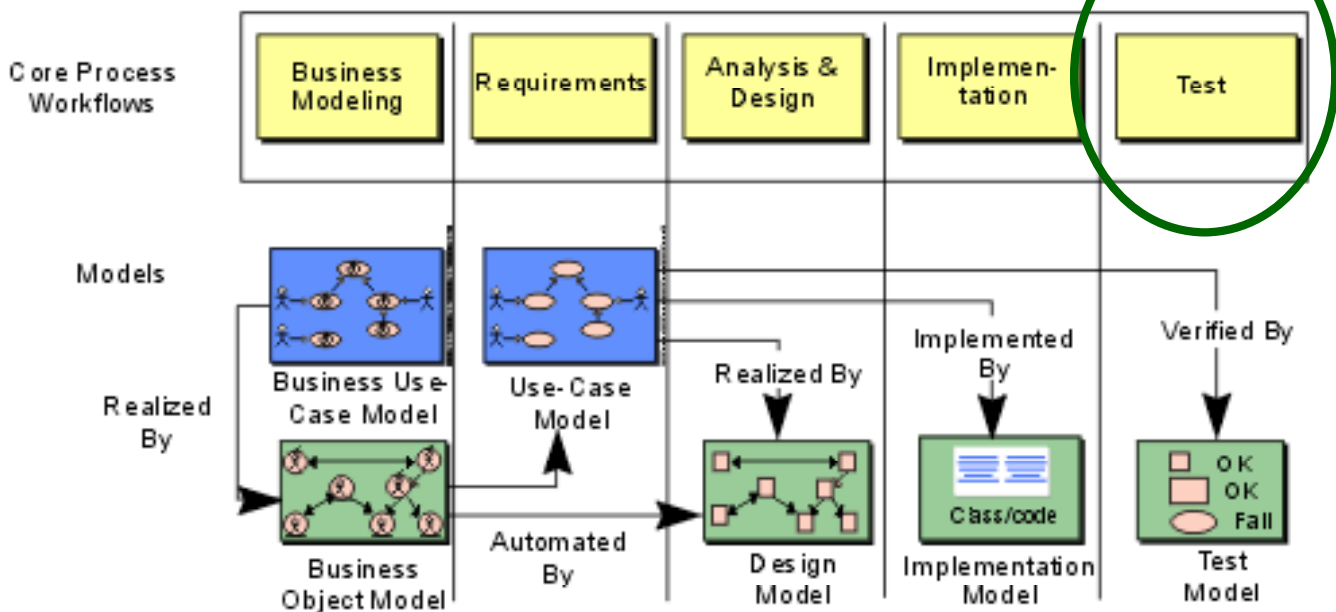 Core Process
Workflows
Business
Modeling
Requirements
Analysis &
Design
Implemen-
tation
Test
Models
Business Use-
Case Model
Use-Case
Model
Realized
By
Realized By
Implemented
By
Verified By
Automated
By
Business
Object Model
Design
Model
Class/code
Implementation
Model
OK
OK
Fail
Test
Model